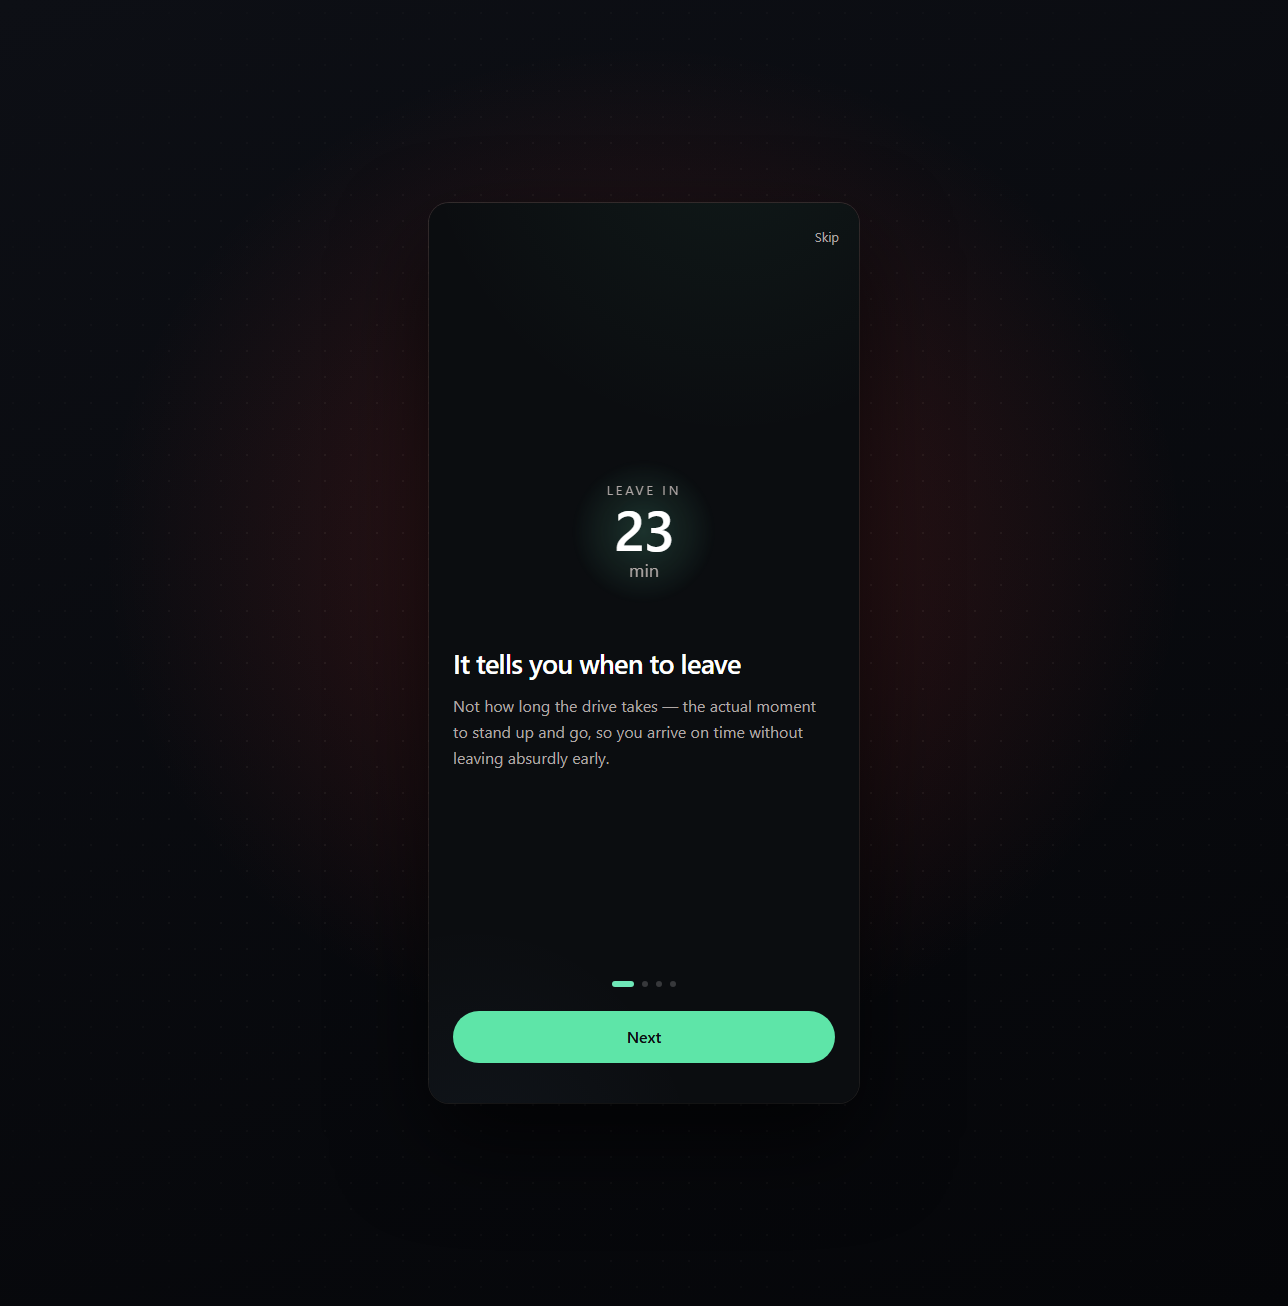 Skip
LEAVE IN
23
min
It tells you when to leave
Not how long the drive takes — the actual moment
to stand up and go, so you arrive on time without
leaving absurdly early.
Next